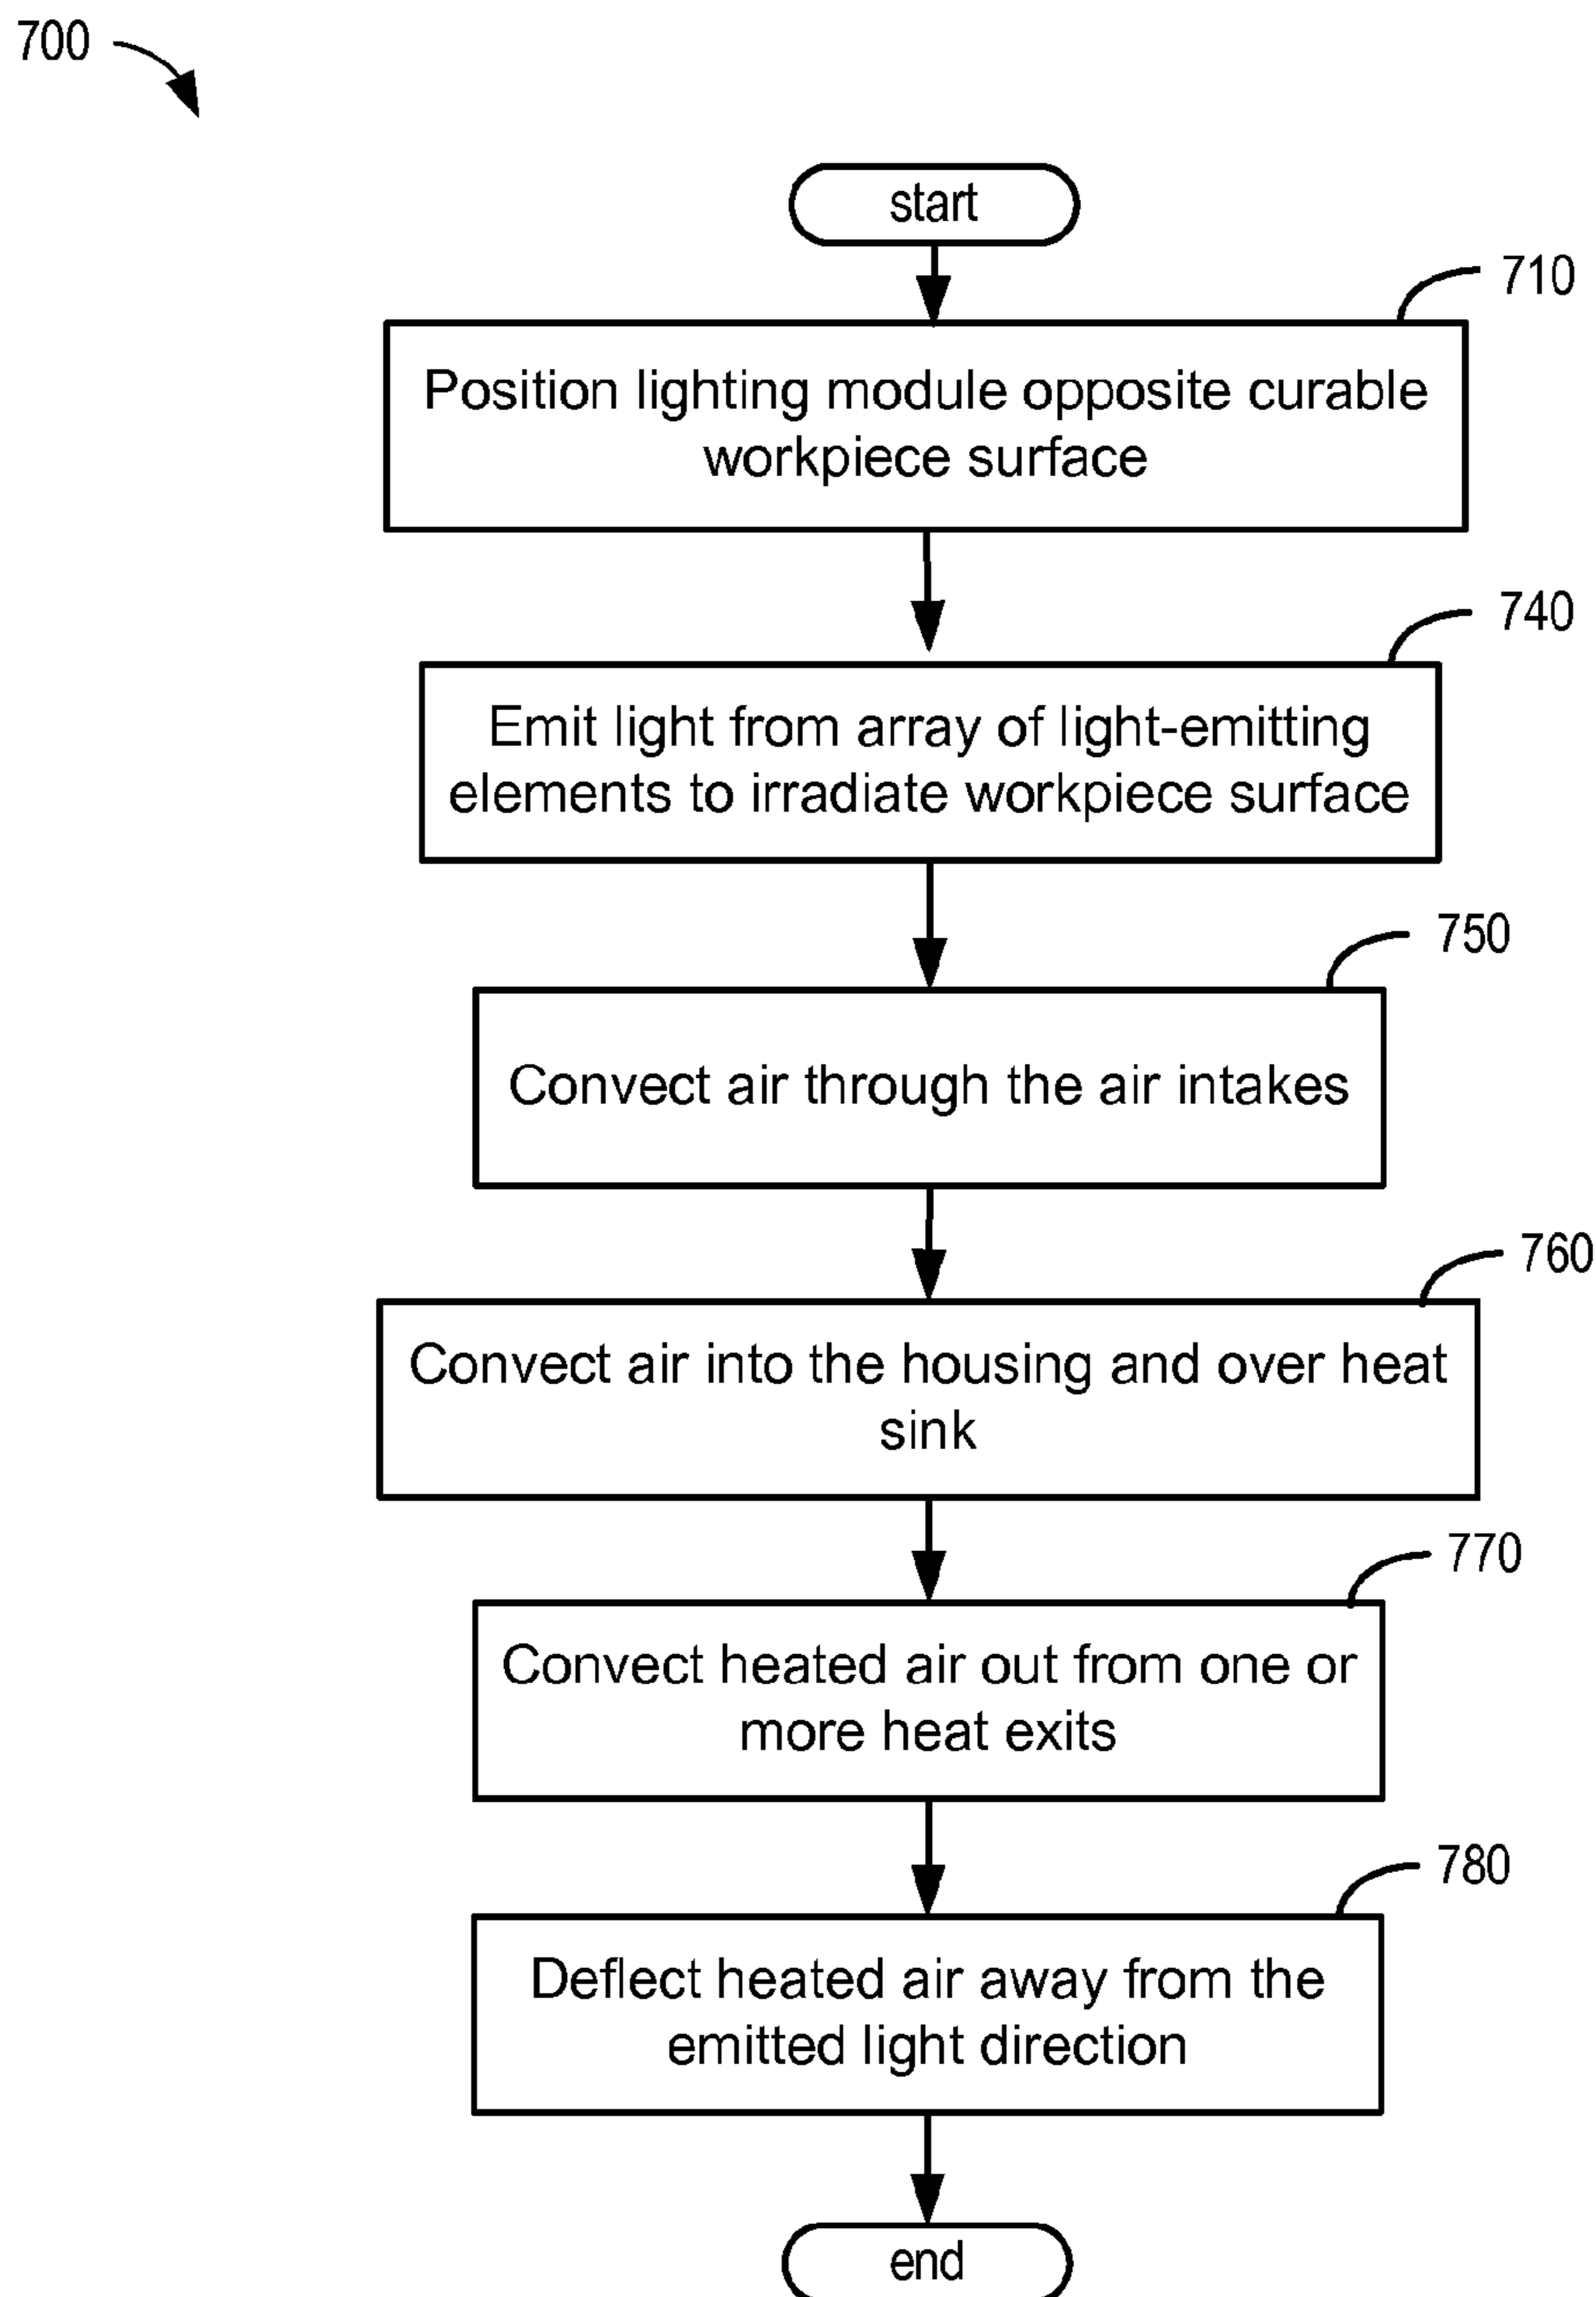 700
start
710
Position lighting module opposite curable
workpiece surface
740
Emit light from array of light-emitting
elements to irradiate workpiece surface
750
Convect air through the air intakes
760
Convect air into the housing and over heat
sink
770
Convect heated air out from one or
more heat exits
780
Deflect heated air away from the
emitted light direction
end